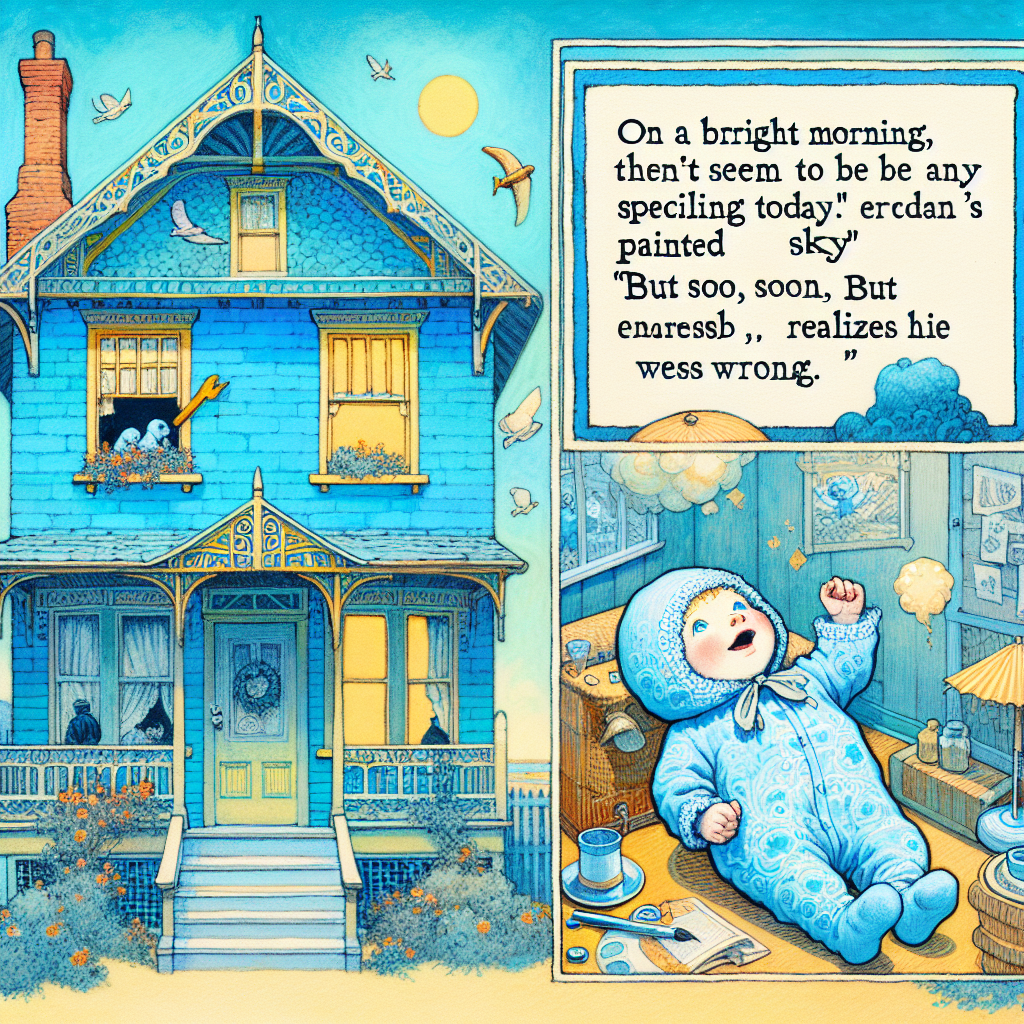 On a brright morning,
then't seem to be be any
speciling today." ercdan's
painted sky"
"But soo, soon, But
enaressb ,, realizes hie
wess wrong. "